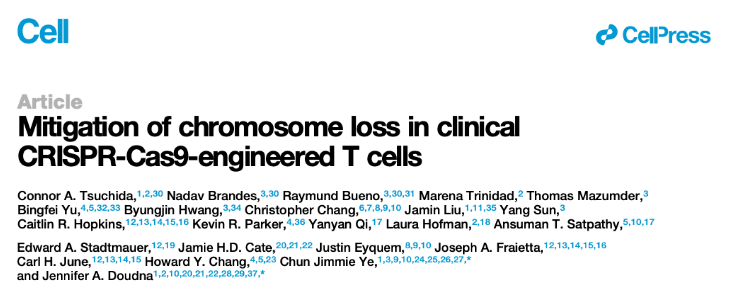 Cell
CellPress
Article
Mitigation of chromosome loss in clinical
CRISPR-Cas9-engineered T cells
Connor A. Tsuchida,1,2,30 Nadav Brandes,3,30 Raymund Bueno,3,30,31 Marena Trinidad,2 Thomas Mazumder,3
Bingfei Yu,4,5,32,33 Byungjin Hwang,3,34 Christopher Chang,6,7,8,9,10 Jamin Liu,1,11,35 Yang Sun,3
Caitlin R. Hopkins,12,13,14,15,16 Kevin R. Parker,4,36 Yanyan Qi,17 Laura Hofman,2,18 Ansuman T. Satpathy,5,10,17
Edward A. Stadtmauer,12,19 Jamie H.D. Cate,20,21,22 Justin Eyquem,8,9,10 Joseph A. Fraietta,12,13,14,15,16
Carl H. June,12,13,14,15 Howard Y. Chang,4,5,23 Chun Jimmie Ye,1,3,9,10,24,25,26,27,*
and Jennifer A. Doudna1,2,10,20,21,22,28,29,37,*